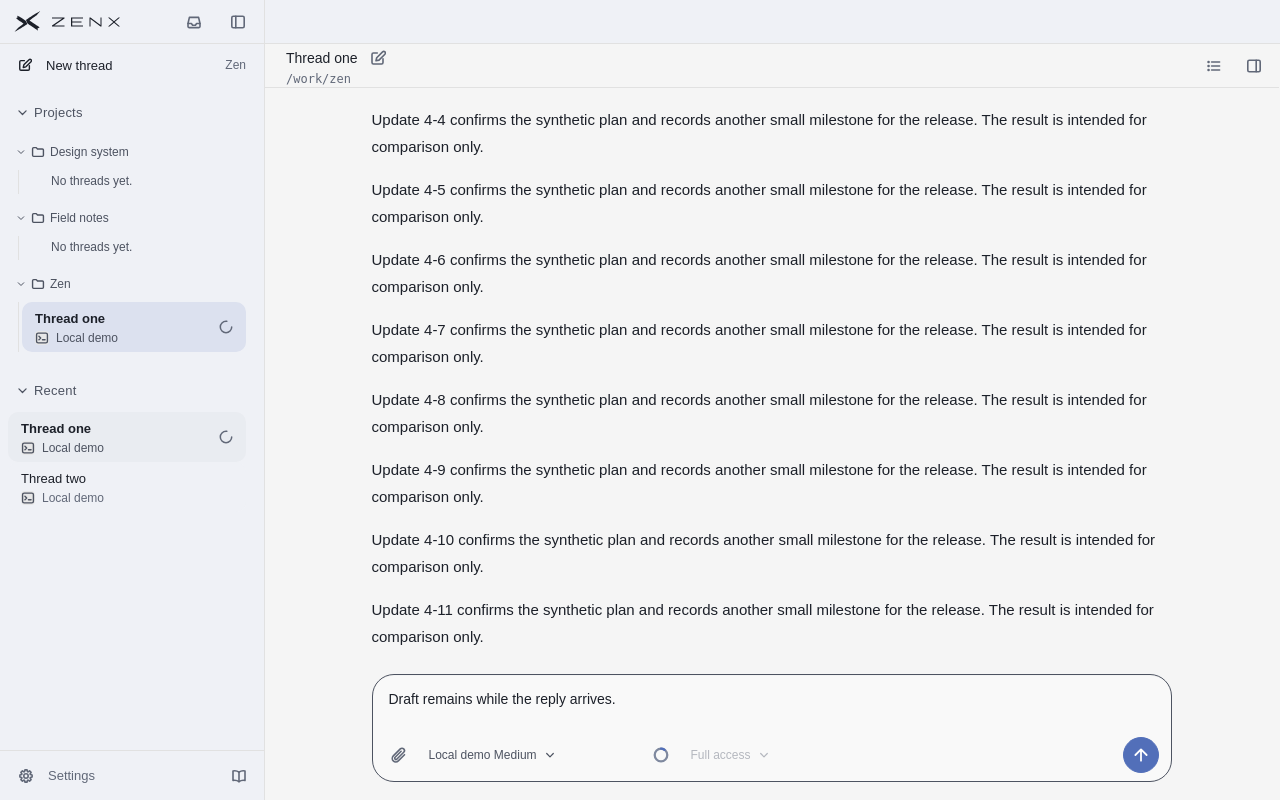 ZENX
New thread
Zen
Projects
Design system
No threads yet.
Field notes
No threads yet.
Zen
Thread one
Local demo
Recent
Thread one
Local demo
Thread two
Local demo
Settings
Thread one
/work/zen
Update 4-4 confirms the synthetic plan and records another small milestone for the release. The result is intended for
comparison only.
Update 4-5 confirms the synthetic plan and records another small milestone for the release. The result is intended for
comparison only.
Update 4-6 confirms the synthetic plan and records another small milestone for the release. The result is intended for
comparison only.
Update 4-7 confirms the synthetic plan and records another small milestone for the release. The result is intended for
comparison only.
Update 4-8 confirms the synthetic plan and records another small milestone for the release. The result is intended for
comparison only.
Update 4-9 confirms the synthetic plan and records another small milestone for the release. The result is intended for
comparison only.
Update 4-10 confirms the synthetic plan and records another small milestone for the release. The result is intended for
comparison only.
Update 4-11 confirms the synthetic plan and records another small milestone for the release. The result is intended for
comparison only.
Draft remains while the reply arrives.
Local demo Medium
Full access